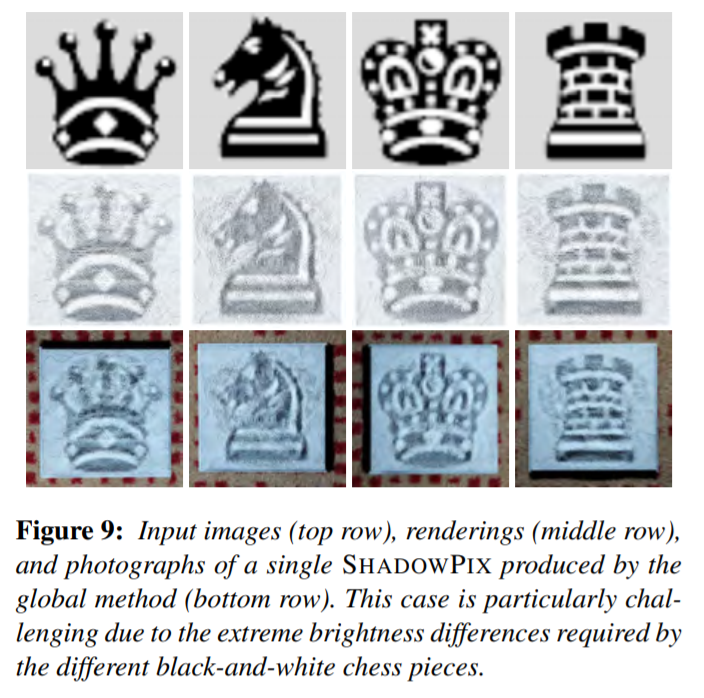 Figure 9: Input images (top row), renderings (middle row),
and photographs of a single SHADOWPIX produced by the
global method (bottom row). This case is particularly chal-
lenging due to the extreme brightness differences required by
the different black-and-white chess pieces.